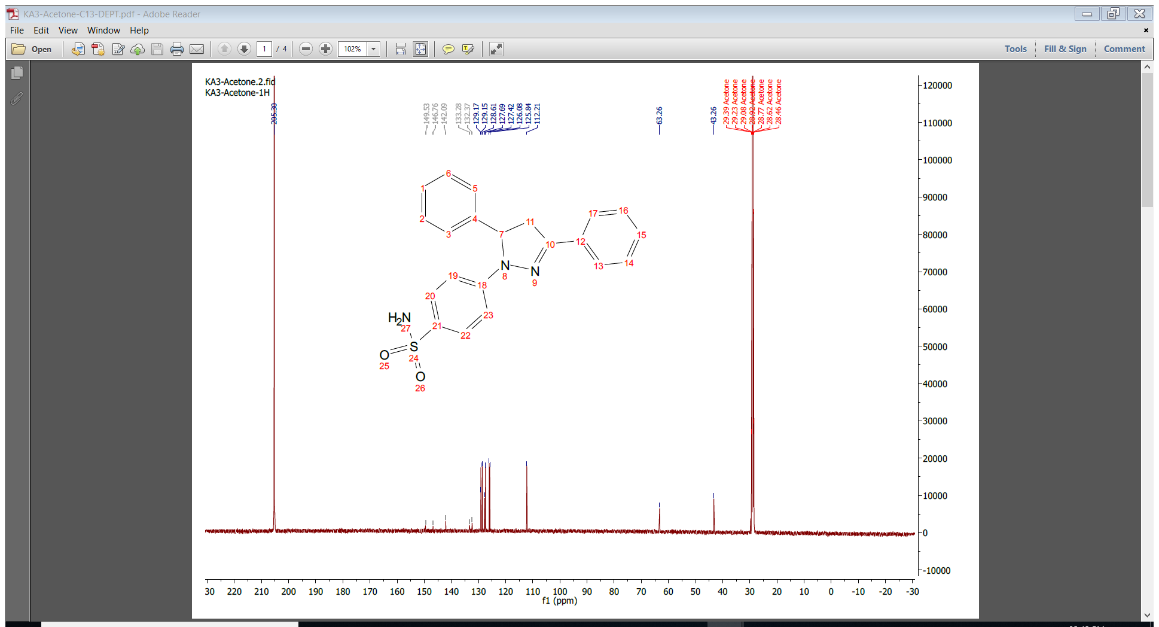 KA3-Acetone-C13-DEPT.pdf - Adobe Reader
File Edit View Window Help
Open 1 / 4 102% Tools Fill & Sign Comment
KA3-Acetone.2.fid
KA3-Acetone-1H
205.30
149.53
146.76
142.09
133.28
132.37
129.17
129.15
128.61
127.69
127.42
126.08
125.84
112.21
63.26
43.26
29.39 Acetone
29.23 Acetone
29.08 Acetone
28.92 Acetone
28.77 Acetone
28.62 Acetone
28.46 Acetone
120000
110000
100000
90000
80000
70000
60000
50000
40000
30000
20000
10000
0
-10000
6
1
5
2
4
3
17
16
11
7
12
15
10
13
14
N
8
N
9
19
18
20
23
H2N
27
21
22
S
24
O
25
O
26
230 220 210 200 190 180 170 160 150 140 130 120 110 100 90 80 70 60 50 40 30 20 10 0 -10 -20 -30
f1 (ppm)